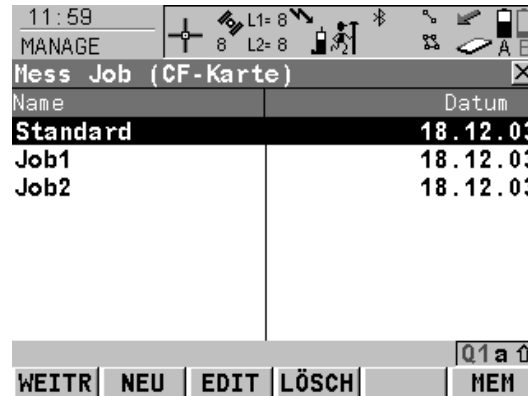 11:59 L1= 8
MANAGE 8 L2= 8 A
Mess Job (CF-Karte)
Name Datum
Standard 18.12.03
Job1 18.12.03
Job2 18.12.03
Q1 a
WEITR NEU EDIT LÖSCH MEM